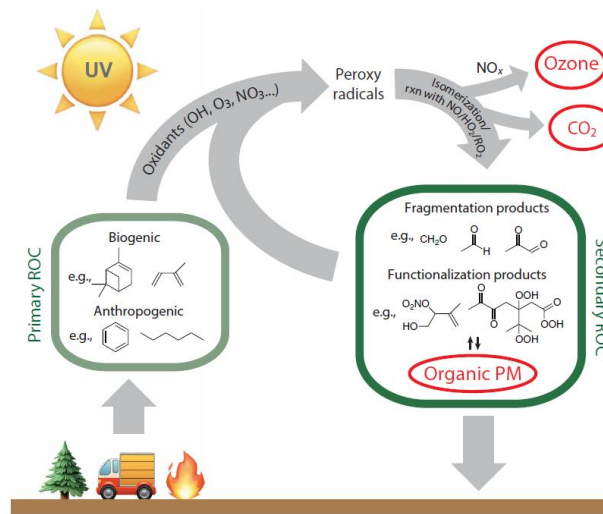 UV
Oxidants (OH, O₃, NO₃...)
Peroxy
radicals
NOₓ
Ozone
Isomerization/
rxn with NO/HO₂/RO₂
CO₂
Primary ROC
Biogenic
e.g.,
Anthropogenic
e.g.,
Secondary ROC
Fragmentation products
e.g., CH₂O
O
H
O
O
Functionalization products
e.g.,
O₂NO
HO
O
O
OOH
O
OOH
OOH
Organic PM